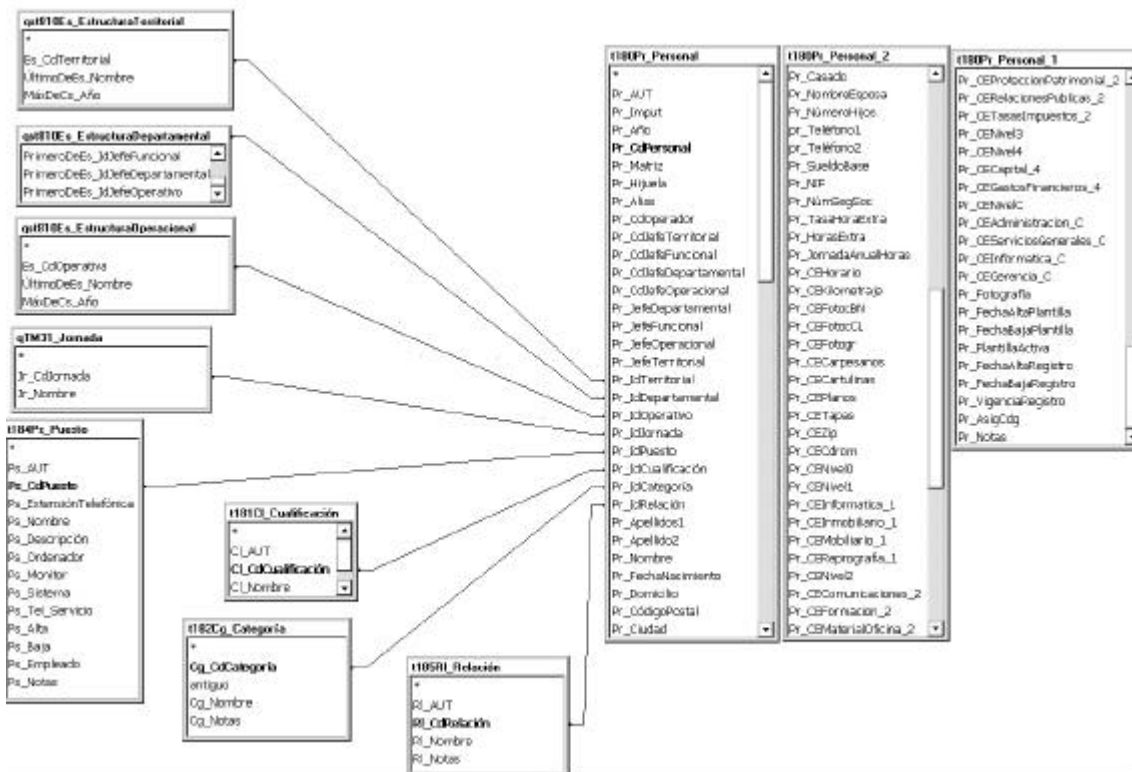 qst810Es_EstructuraTerritorial
*
Es_CdTerritorial
ÚltimoDeEs_Nombre
MáxDeCs_Año
qst810Es_EstructuraDepartamental
PrimeroDeEs_IdJefeFuncional
PrimeroDeEs_IdJefeDepartamental
PrimeroDeEs_IdJefeOperativo
qst810Es_EstructuraOperacional
*
Es_CdOperativa
ÚltimoDeEs_Nombre
MáxDeCs_Año
qTM31_Jornada
*
Jr_CdJornada
Jr_Nombre
t184Ps_Puesto
*
Ps_AUT
Ps_CdPuesto
Ps_ExtensiónTelefónica
Ps_Nombre
Ps_Descripción
Ps_Ordenador
Ps_Monitor
Ps_Sistema
Ps_Tel_Servicio
Ps_Alta
Ps_Baja
Ps_Empleado
Ps_Notas
t181Cl_Cualificación
*
Cl_AUT
Cl_CdCualificación
Cl_Nombre
t182Cg_Categoría
*
Cg_CdCategoría
antiguo
Cg_Nombre
Cg_Notas
t185Rl_Relación
*
Rl_AUT
Rl_CdRelación
Rl_Nombre
Rl_Notas
t180Pr_Personal
*
Pr_AUT
Pr_Imput
Pr_Año
Pr_CdPersonal
Pr_Matriz
Pr_Hijuela
Pr_Alias
Pr_CdOperador
Pr_CdJefeTerritorial
Pr_CdJefeFuncional
Pr_CdJefeDepartamental
Pr_CdJefeOperacional
Pr_JefeDepartamental
Pr_JefeFuncional
Pr_JefeOperacional
Pr_JefeTerritorial
Pr_IdTerritorial
Pr_IdDepartamental
Pr_IdOperativo
Pr_IdJornada
Pr_IdPuesto
Pr_IdCualificación
Pr_IdCategoría
Pr_IdRelación
Pr_Apellidos1
Pr_Apellido2
Pr_Nombre
Pr_FechaNacimiento
Pr_Domicilio
Pr_CódigoPostal
Pr_Ciudad
t180Pr_Personal_2
Pr_Casado
Pr_NombreEsposa
Pr_NúmeroHijos
pr_Teléfono1
pr_Teléfono2
Pr_SueldoBase
Pr_NIF
Pr_NúmSegSoc
Pr_TasaHoraExtra
Pr_HorasExtra
Pr_JornadaAnualHoras
Pr_CEHorario
Pr_CEKilometraje
Pr_CEFotocBN
Pr_CEFotocCL
Pr_CEFotogr
Pr_CECarpesanos
Pr_CECartulinas
Pr_CEPlanos
Pr_CETapas
Pr_CEZip
Pr_CECdrom
Pr_CENivel0
Pr_CENivel1
Pr_CEInformatica_1
Pr_CEInmobiliario_1
Pr_CEMobiliario_1
Pr_CEReprografia_1
Pr_CENivel2
Pr_CEComunicaciones_2
Pr_CEFormacion_2
Pr_CEMaterialOficina_2
t180Pr_Personal_1
Pr_CEProteccionPatrimonial_2
Pr_CERelacionesPublicas_2
Pr_CETasasImpuestos_2
Pr_CENivel3
Pr_CENivel4
Pr_CECapital_4
Pr_CEGastosFinancieros_4
Pr_CENivelC
Pr_CEAdministracion_C
Pr_CEServiciosGenerales_C
Pr_CEInformatica_C
Pr_CEGerencia_C
Pr_Fotografia
Pr_FechaAltaPlantilla
Pr_FechaBajaPlantilla
Pr_PlantillaActiva
Pr_FechaAltaRegistro
Pr_FechaBajaRegistro
Pr_VigenciaRegistro
Pr_AsigCdg
Pr_Notas